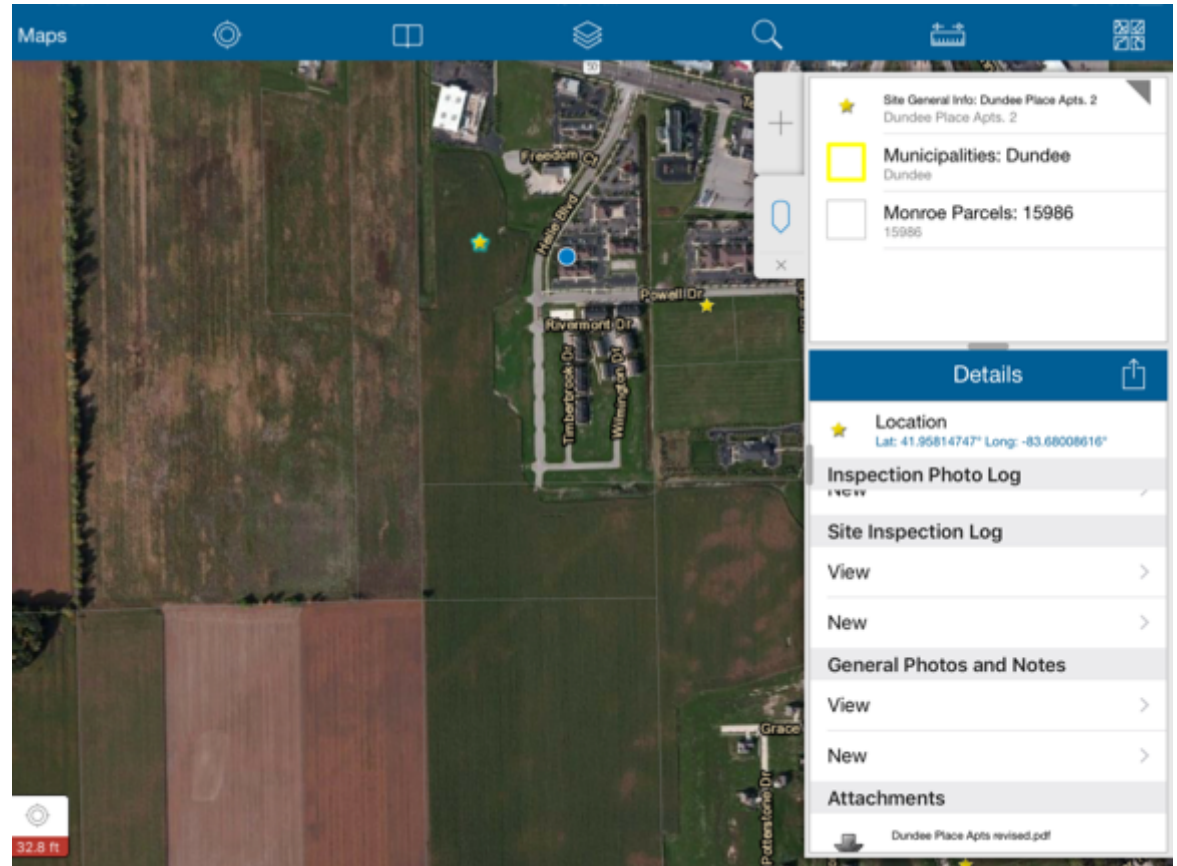 Maps
50
Freedom Ct
Helle Blvd
Powell Dr
Rivermont Dr
Timberbrook Dr
Wilmington Dr
Grace
Potterstone Dr
32.8 ft
Site General Info: Dundee Place Apts. 2
Dundee Place Apts. 2
Municipalities: Dundee
Dundee
Monroe Parcels: 15986
15986
Details
Location
Lat: 41.95814747° Long: -83.68008616°
Inspection Photo Log
New
Site Inspection Log
View
New
General Photos and Notes
View
New
Attachments
Dundee Place Apts revised.pdf